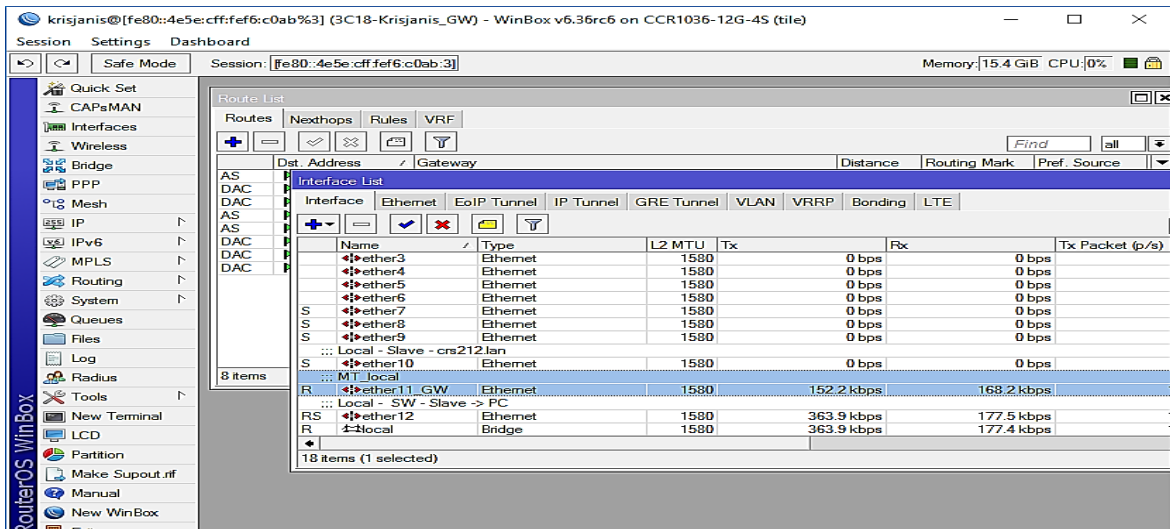 krisjanis@[fe80::4e5e:cff:fef6:c0ab%3] (3C18-Krisjanis_GW) - WinBox v6.36rc6 on CCR1036-12G-4S (tile)
Session Settings Dashboard
Safe Mode Session: [fe80::4e5e:cff:fef6:c0ab:3] Memory: 15.4 GiB CPU: 0%
Quick Set
CAPsMAN
Interfaces
Wireless
Bridge
PPP
Mesh
IP
IPv6
MPLS
Routing
System
Queues
Files
Log
Radius
Tools
New Terminal
LCD
Partition
Make Supout.rif
Manual
New WinBox
RouterOS WinBox
Route List
Routes Nexthops Rules VRF
Find all
Dst. Address / Gateway Distance Routing Mark Pref. Source
AS
DAC
DAC
AS
AS
DAC
DAC
DAC
8 items
Interface List
Interface Ethernet EoIP Tunnel IP Tunnel GRE Tunnel VLAN VRRP Bonding LTE
Name / Type L2 MTU Tx Rx Tx Packet (p/s)
ether3 Ethernet 1580 0 bps 0 bps
ether4 Ethernet 1580 0 bps 0 bps
ether5 Ethernet 1580 0 bps 0 bps
ether6 Ethernet 1580 0 bps 0 bps
S ether7 Ethernet 1580 0 bps 0 bps
S ether8 Ethernet 1580 0 bps 0 bps
S ether9 Ethernet 1580 0 bps 0 bps
::: Local - Slave - crs212.lan
S ether10 Ethernet 1580 0 bps 0 bps
::: MT_local
R ether11_GW Ethernet 1580 152.2 kbps 168.2 kbps
::: Local - SW - Slave -> PC
RS ether12 Ethernet 1580 363.9 kbps 177.5 kbps
R local Bridge 1580 363.9 kbps 177.4 kbps
18 items (1 selected)